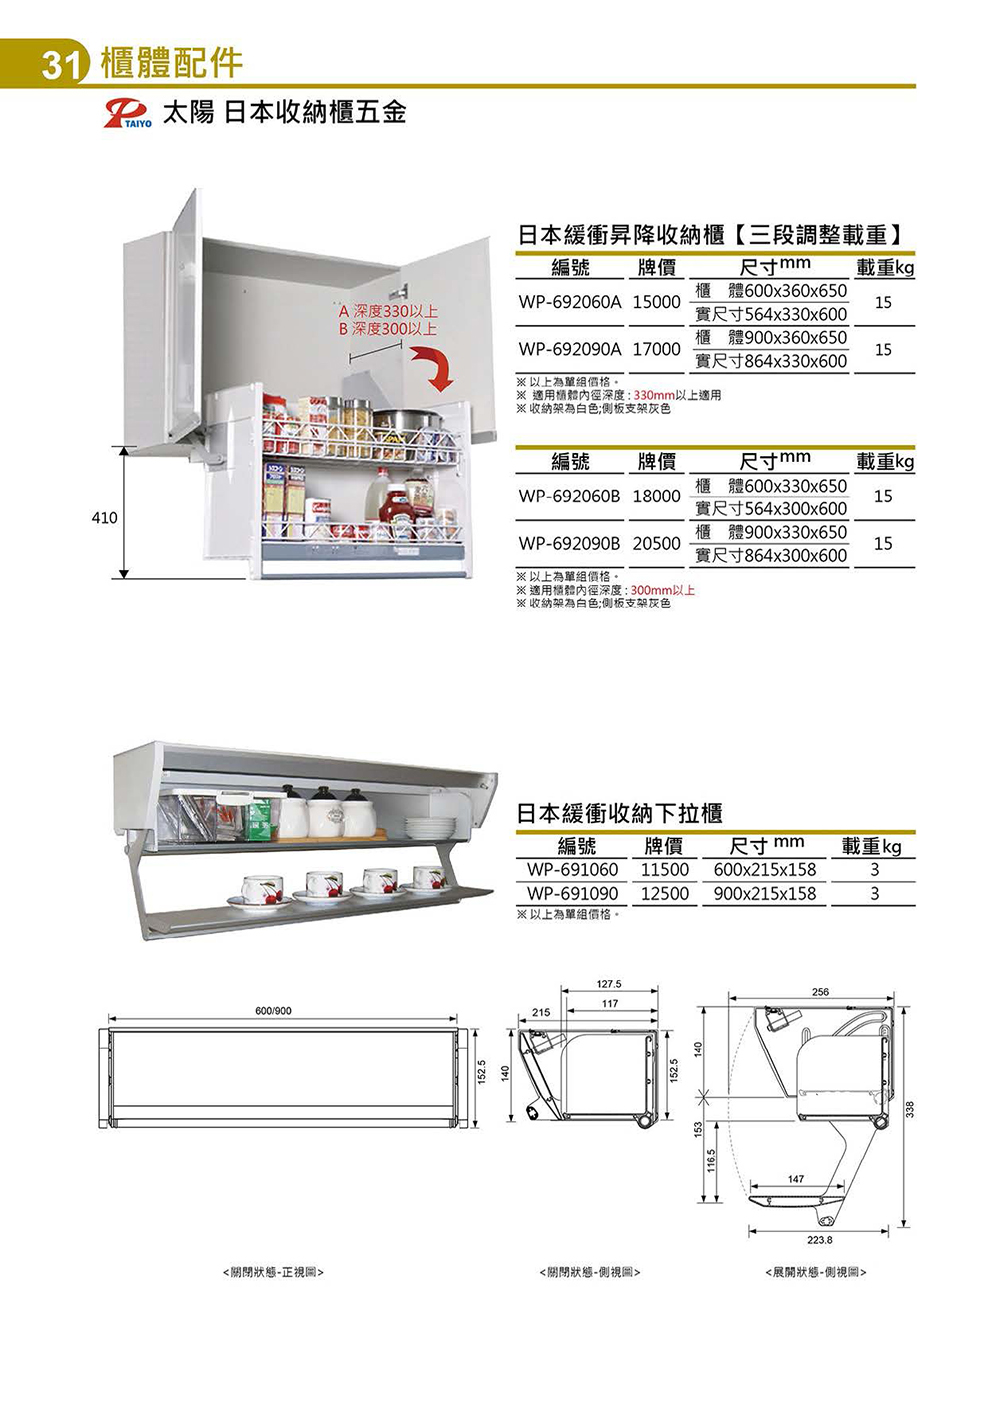 31 櫃體配件
TAIYO 太陽 日本收納櫃五金
A 深度330以上
B 深度300以上
410
日本緩衝昇降收納櫃【三段調整載重】
編號 牌價 尺寸mm 載重kg
WP-692060A 15000 櫃 體600x360x650 15
實尺寸564x330x600
WP-692090A 17000 櫃 體900x360x650 15
實尺寸864x330x600
※ 以上為單組價格。
※ 適用櫃體內徑深度 : 330mm以上適用
※ 收納架為白色;側板支架灰色
編號 牌價 尺寸mm 載重kg
WP-692060B 18000 櫃 體600x330x650 15
實尺寸564x300x600
WP-692090B 20500 櫃 體900x330x650 15
實尺寸864x300x600
※ 以上為單組價格。
※ 適用櫃體內徑深度 : 300mm以上
※ 收納架為白色;側板支架灰色
日本緩衝收納下拉櫃
編號 牌價 尺寸 mm 載重kg
WP-691060 11500 600x215x158 3
WP-691090 12500 900x215x158 3
※ 以上為單組價格。
600/900
152.5
<關閉狀態-正視圖>
127.5
117
215
140
152.5
<關閉狀態-側視圖>
256
140
153
116.5
338
147
223.8
<展開狀態-側視圖>